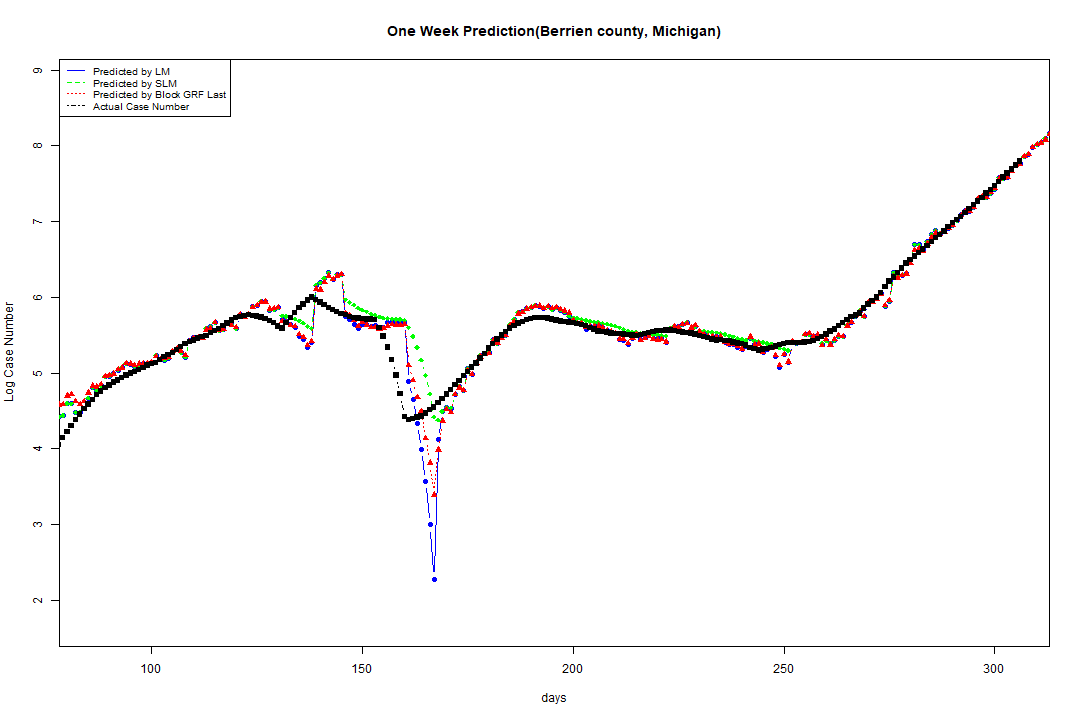 One Week Prediction(Berrien county, Michigan)
Predicted by LM
Predicted by SLM
Predicted by Block GRF Last
Actual Case Number
Log Case Number
9
8
7
6
5
4
3
2
100 150 200 250 300
days